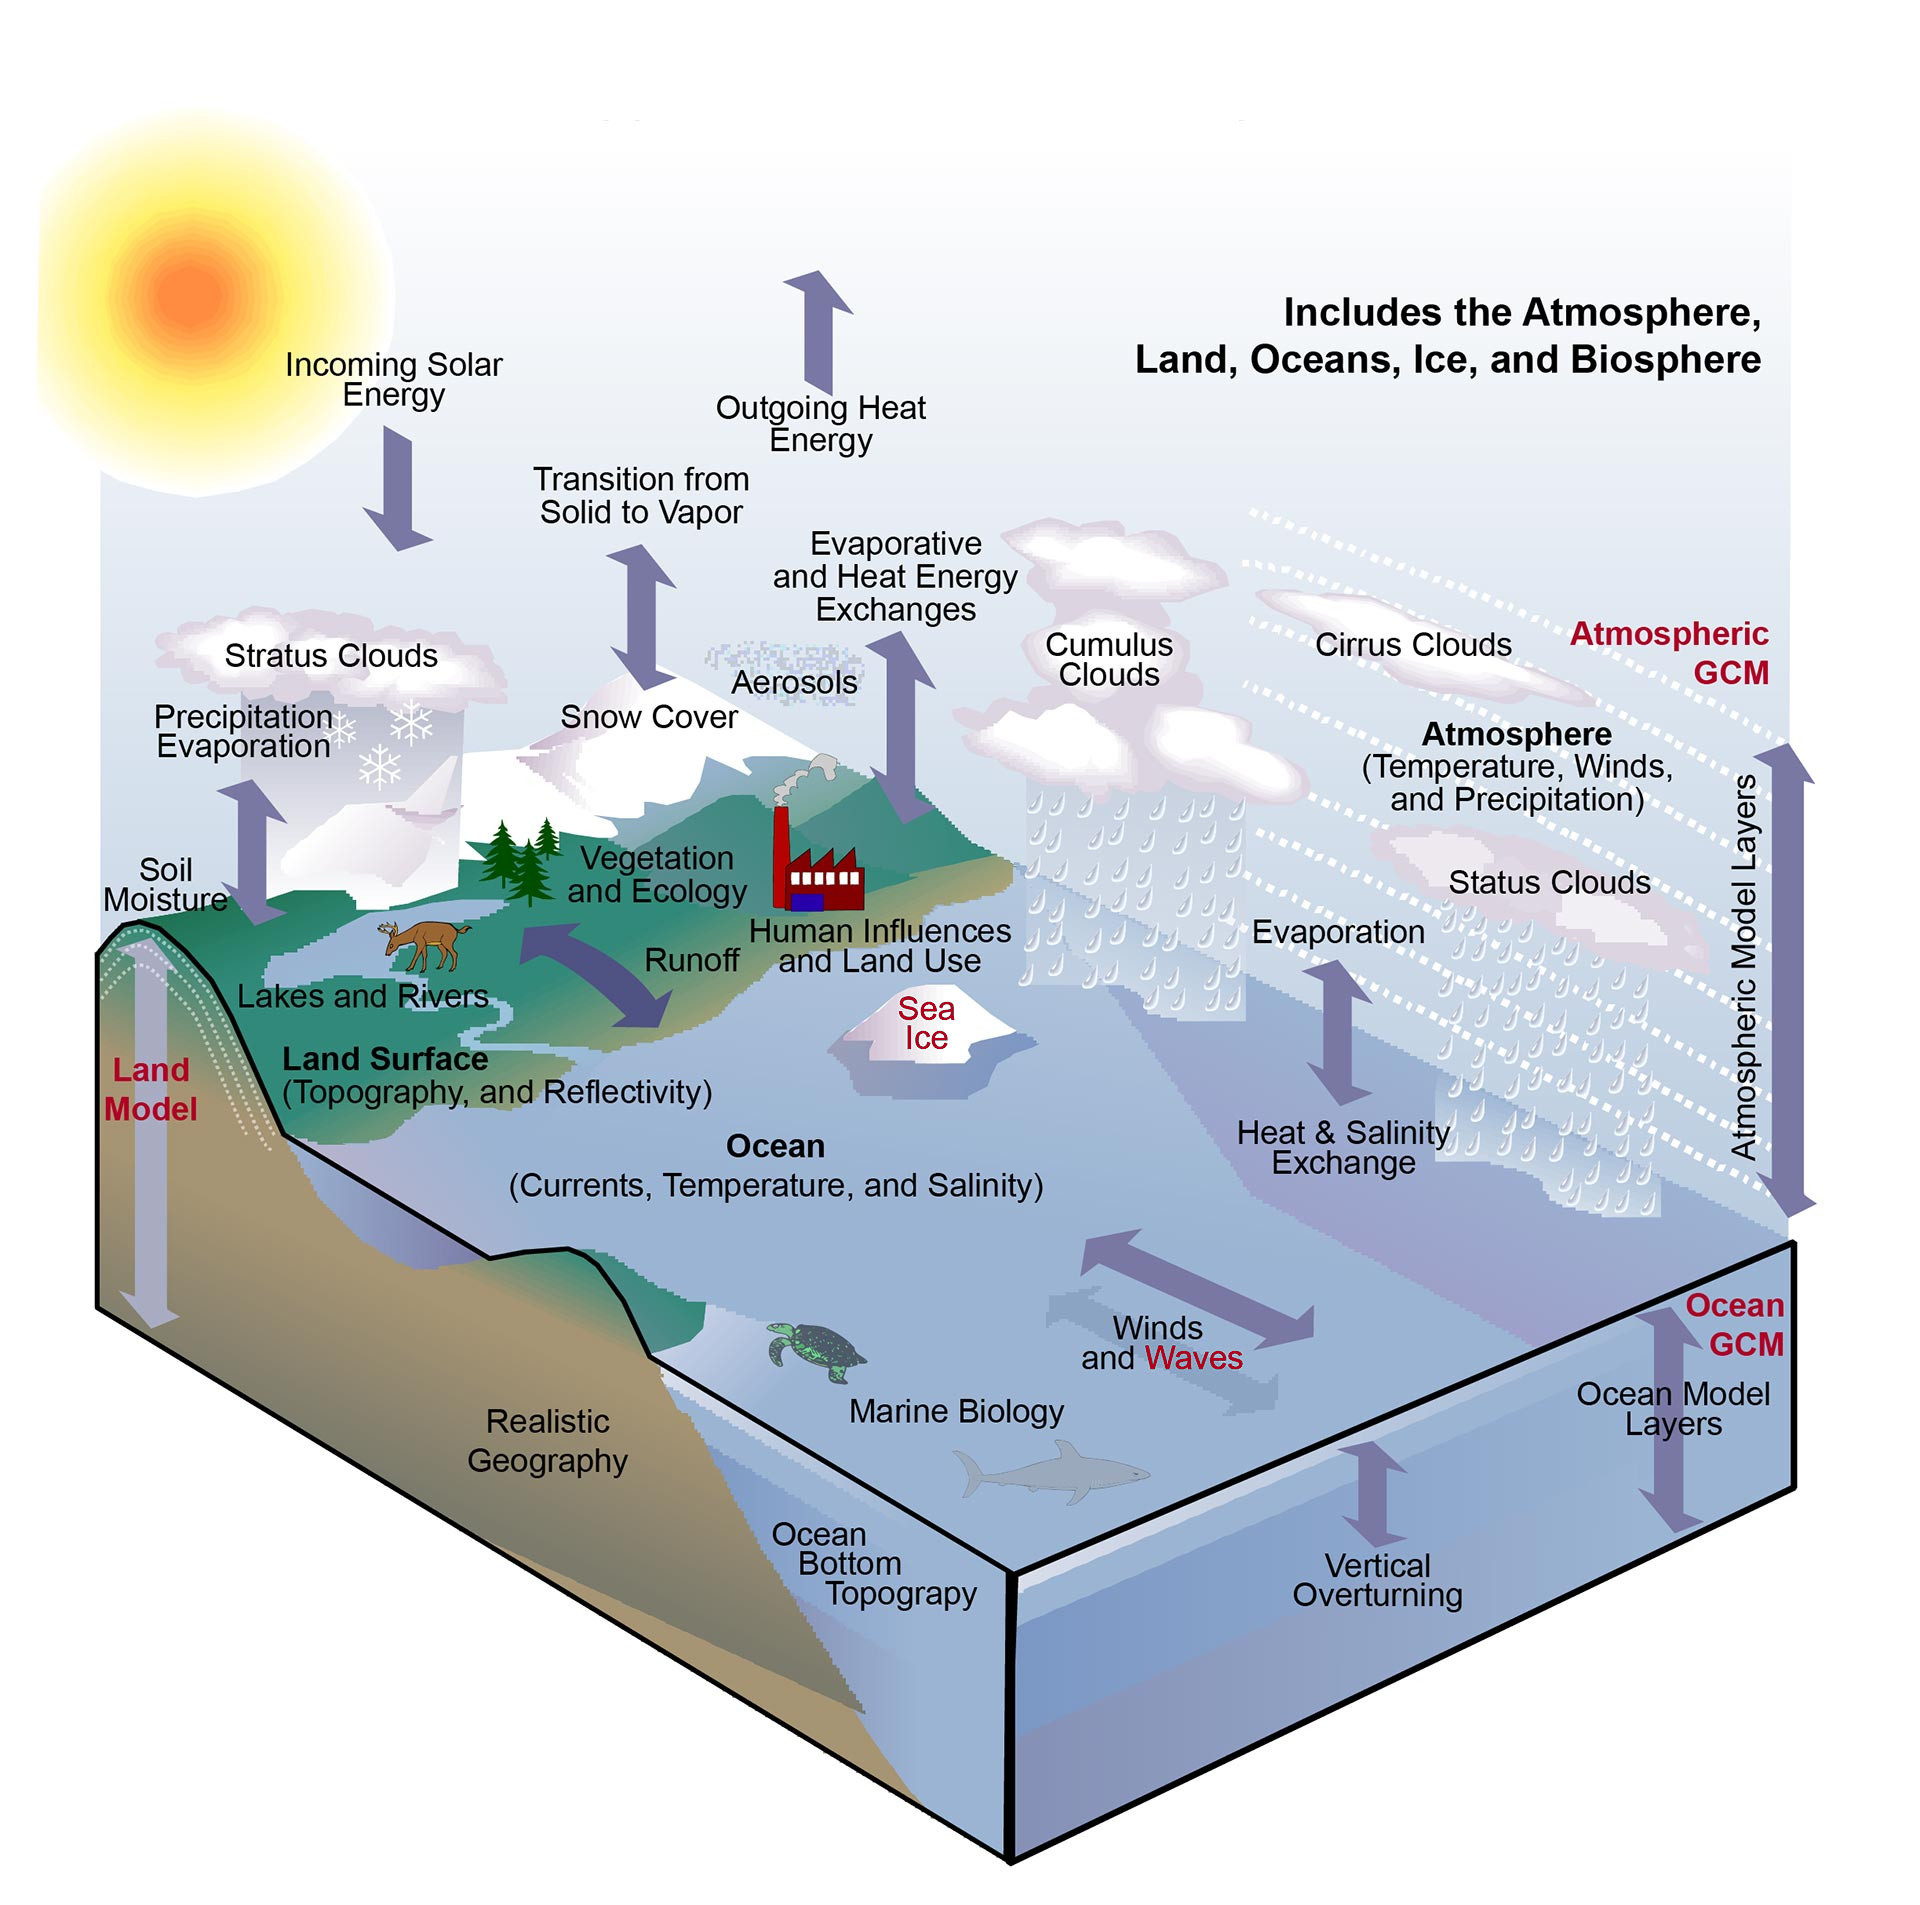 Includes the Atmosphere,
Land, Oceans, Ice, and Biosphere
Incoming Solar
Energy
Outgoing Heat
Energy
Transition from
Solid to Vapor
Evaporative
and Heat Energy
Exchanges
Stratus Clouds
Precipitation
Evaporation
Snow Cover
Aerosols
Cumulus
Clouds
Cirrus Clouds
Atmospheric
GCM
Atmosphere
(Temperature, Winds,
and Precipitation)
Atmospheric Model Layers
Status Clouds
Soil
Moisture
Vegetation
and Ecology
Human Influences
and Land Use
Runoff
Lakes and Rivers
Evaporation
Sea
Ice
Land
Model
Land Surface
(Topography, and Reflectivity)
Ocean
(Currents, Temperature, and Salinity)
Heat & Salinity
Exchange
Winds
and Waves
Ocean
GCM
Ocean Model
Layers
Marine Biology
Realistic
Geography
Ocean
Bottom
Topograpy
Vertical
Overturning